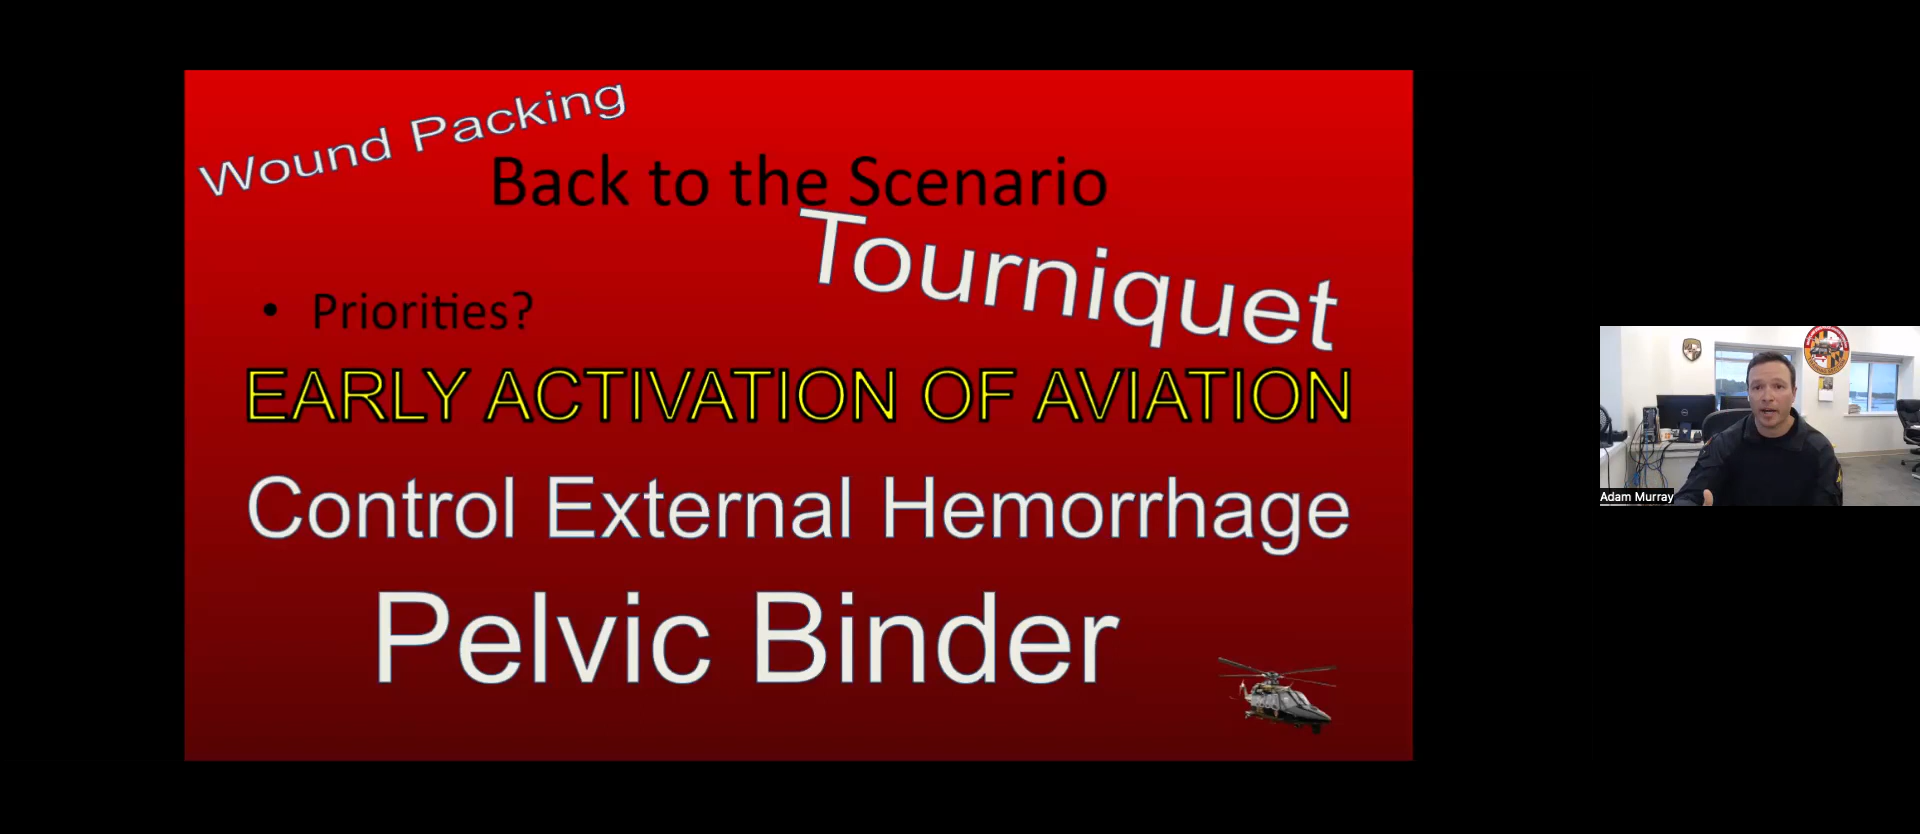 Wound Packing
Back to the Scenario
Tourniquet
• Priorities?
EARLY ACTIVATION OF AVIATION
Control External Hemorrhage
Pelvic Binder
Adam Murray